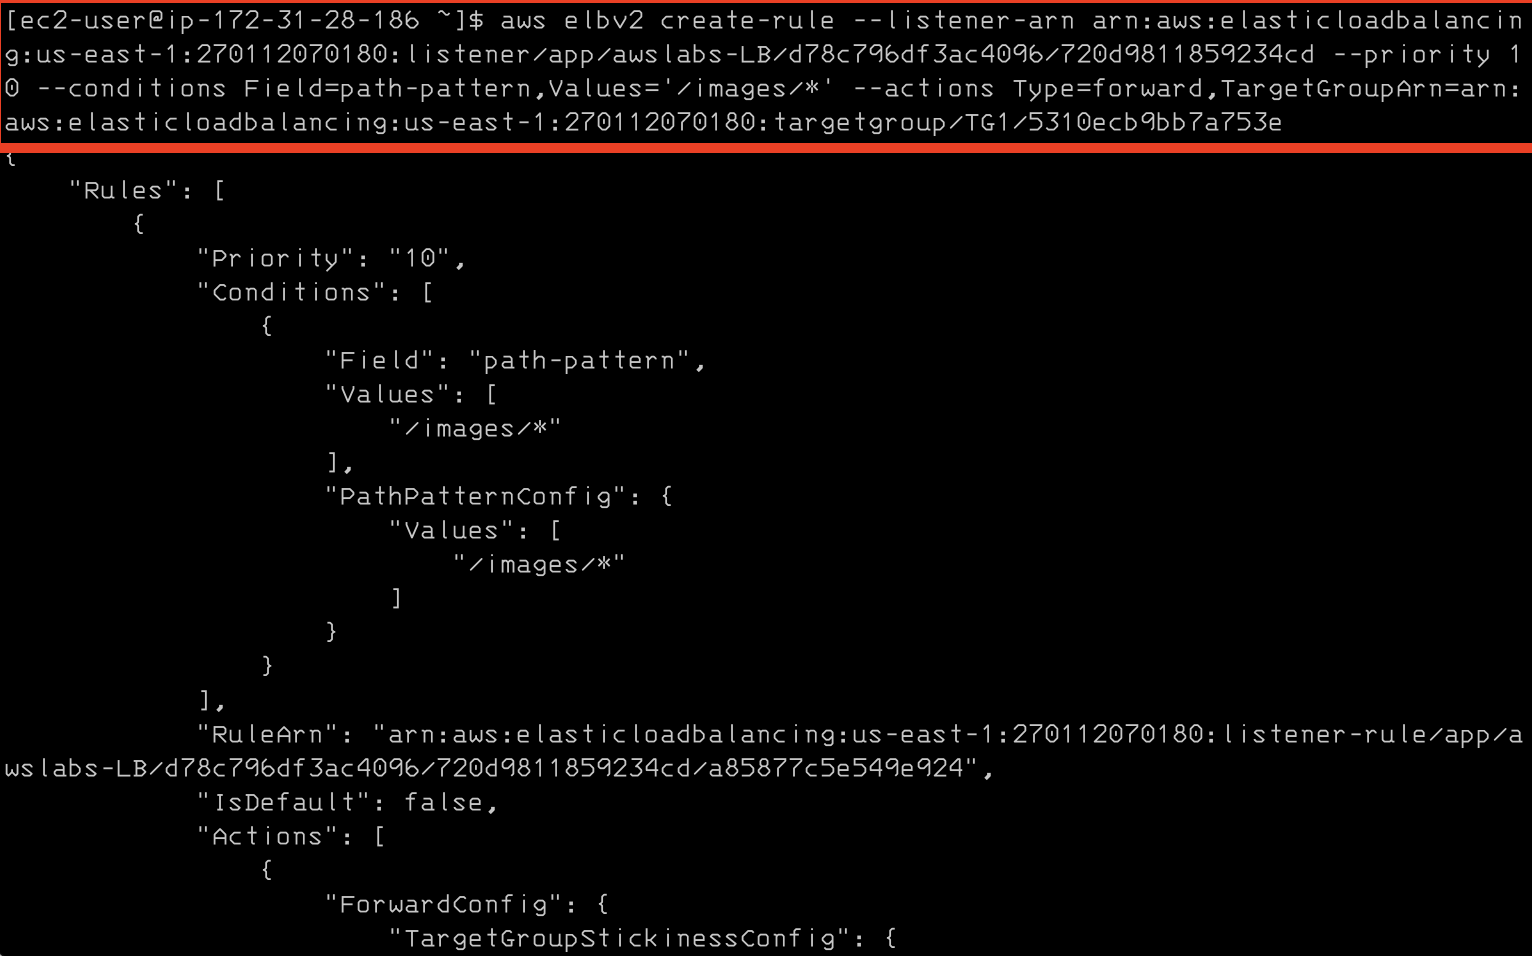 [ec2-user@ip-172-31-28-186 ~]$ aws elbv2 create-rule --listener-arn arn:aws:elasticloadbalancin
g:us-east-1:270112070180:listener/app/awslabs-LB/d78c796df3ac4096/720d9811859234cd --priority 1
0 --conditions Field=path-pattern,Values='/images/*' --actions Type=forward,TargetGroupArn=arn:
aws:elasticloadbalancing:us-east-1:270112070180:targetgroup/TG1/5310ecb9bb7a753e
{
    "Rules": [
        {
            "Priority": "10",
            "Conditions": [
                {
                    "Field": "path-pattern",
                    "Values": [
                        "/images/*"
                    ],
                    "PathPatternConfig": {
                        "Values": [
                            "/images/*"
                        ]
                    }
                }
            ],
            "RuleArn": "arn:aws:elasticloadbalancing:us-east-1:270112070180:listener-rule/app/a
wslabs-LB/d78c796df3ac4096/720d9811859234cd/a85877c5e549e924",
            "IsDefault": false,
            "Actions": [
                {
                    "ForwardConfig": {
                        "TargetGroupStickinessConfig": {